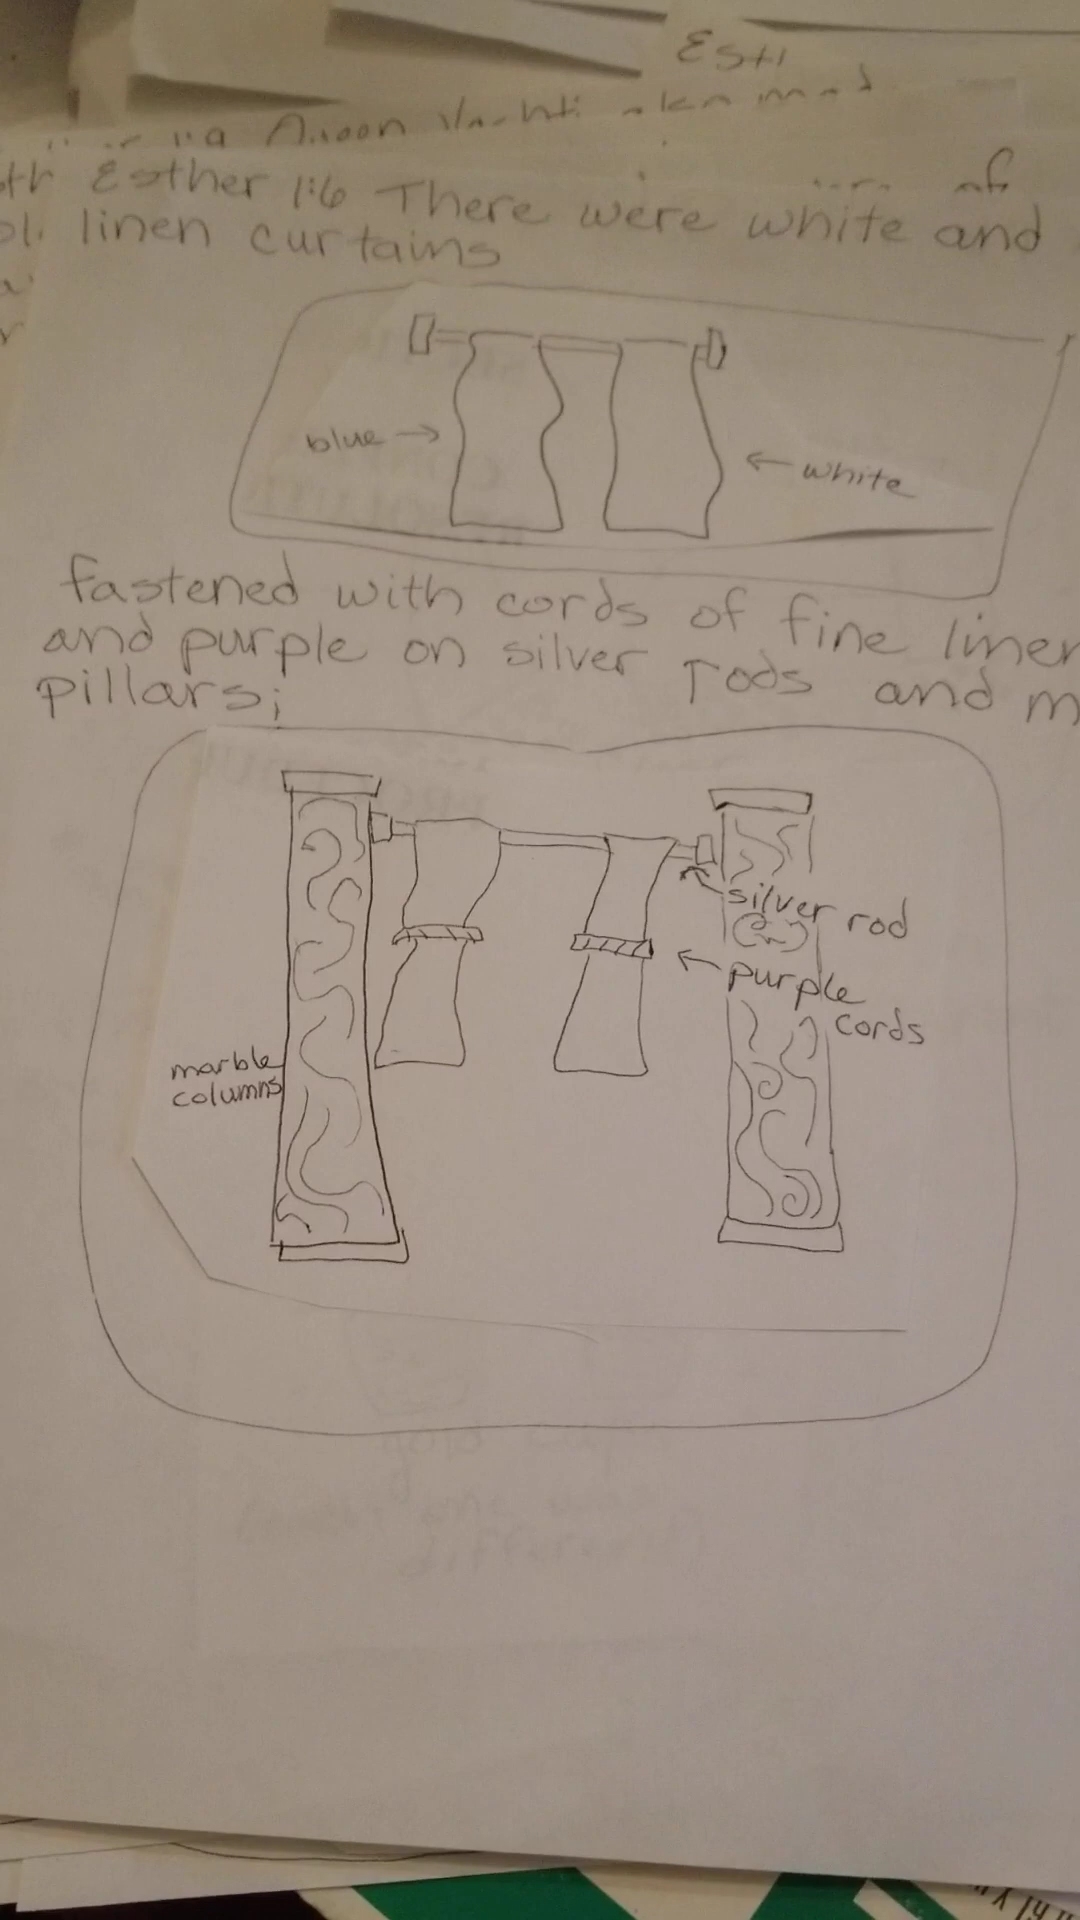 Esth
Esther 1:6 There were white and
linen curtains
blue
white
fastened with cords of fine linen
and purple on silver rods and m
pillars;
silver rod
purple
cords
marble
columns